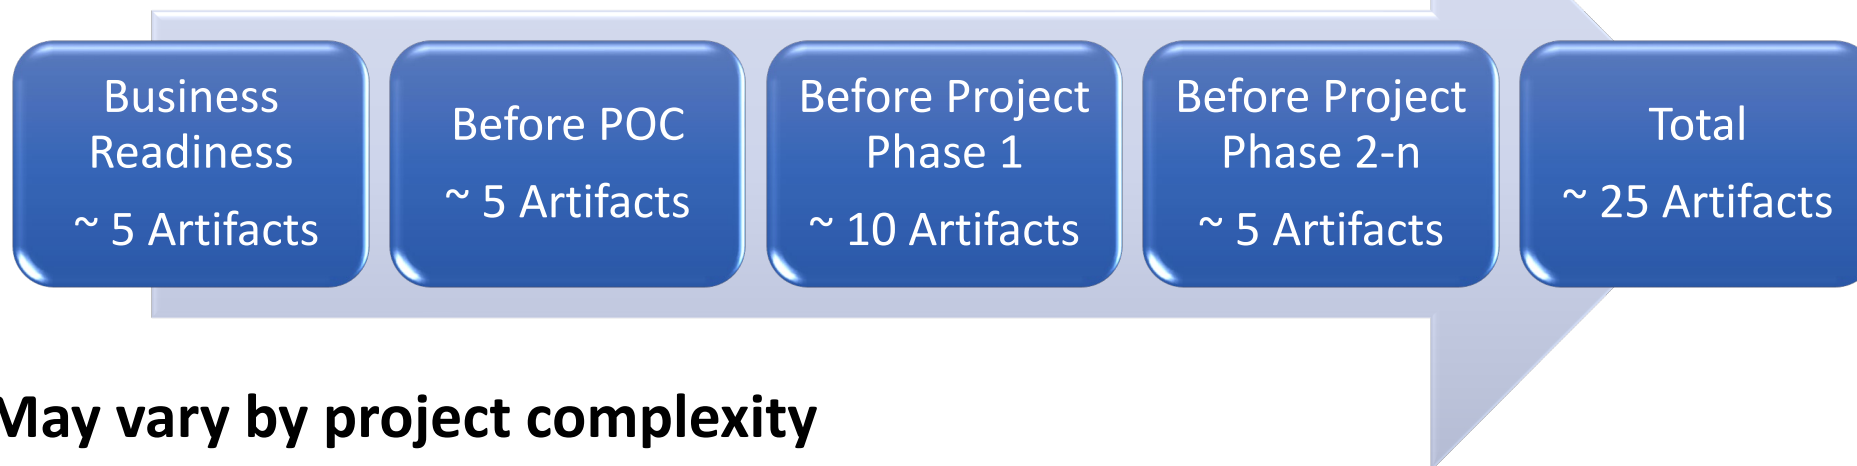 Business
Readiness
~ 5 Artifacts
Before POC
~ 5 Artifacts
Before Project
Phase 1
~ 10 Artifacts
Before Project
Phase 2-n
~ 5 Artifacts
Total
~ 25 Artifacts
May vary by project complexity